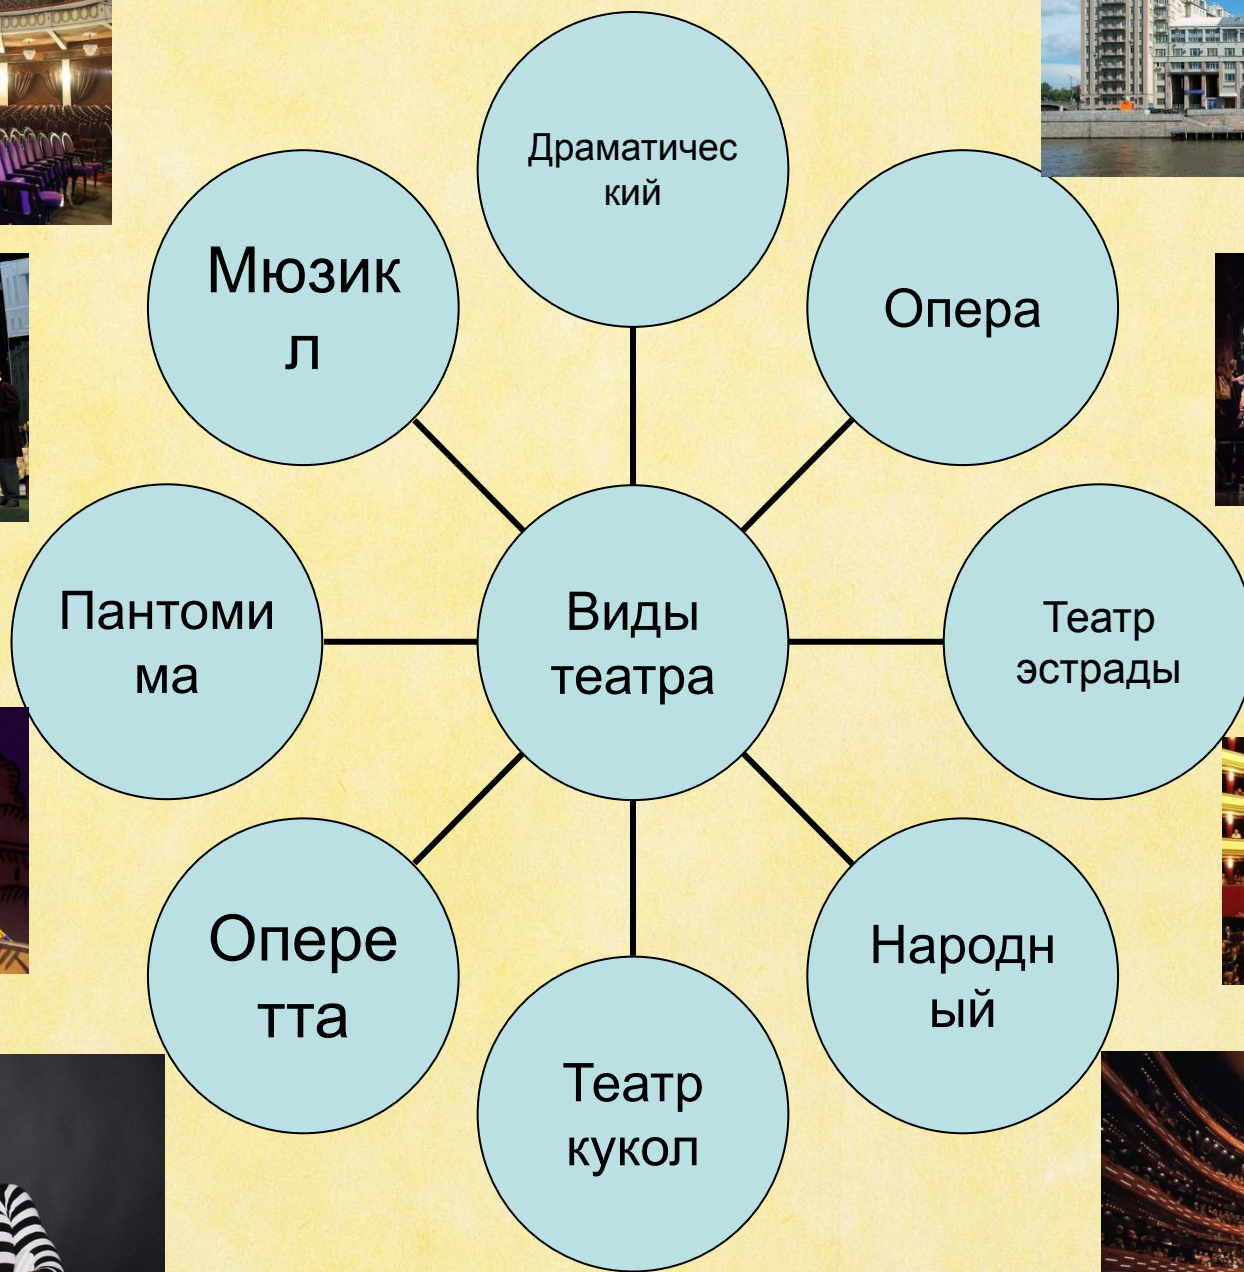 Драматичес
кий
Мюзик
л
Опера
Пантоми
ма
Виды
театра
Театр
эстрады
Опере
тта
Народн
ый
Театр
кукол